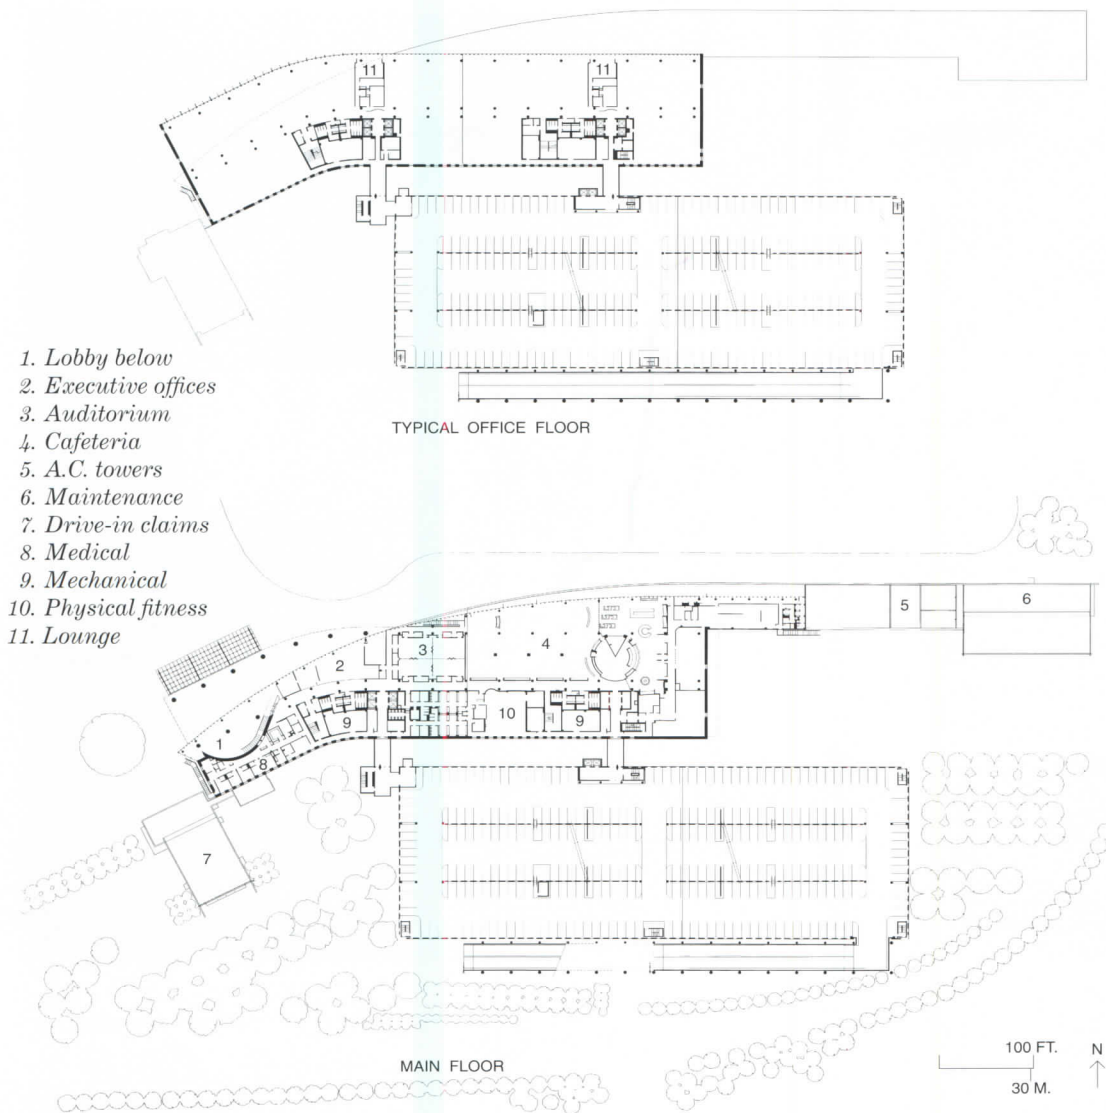 11
11
1. Lobby below
2. Executive offices
3. Auditorium
4. Cafeteria
5. A.C. towers
6. Maintenance
7. Drive-in claims
8. Medical
9. Mechanical
10. Physical fitness
11. Lounge
TYPICAL OFFICE FLOOR
5
6
4
3
2
10
9
9
1
8
7
MAIN FLOOR
100 FT.
30 M.
N